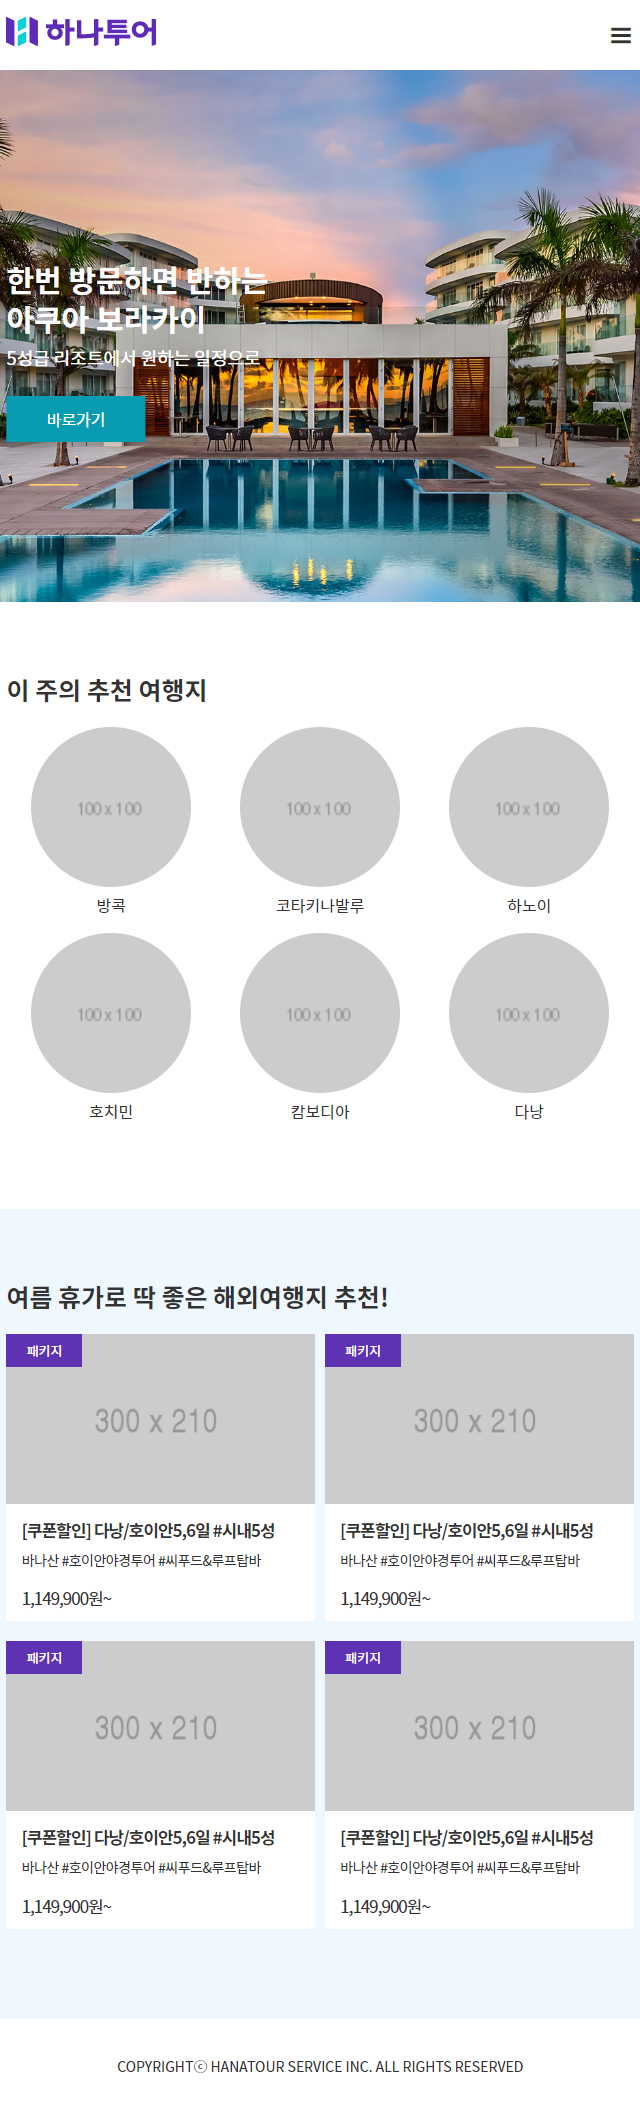 하나투어
한번 방문하면 반하는
아쿠아 보라카이
5성급 리조트에서 원하는 일정으로
바로가기
이 주의 추천 여행지
100 x 100
100 x 100
100 x 100
방콕
코타키나발루
하노이
100 x 100
100 x 100
100 x 100
호치민
캄보디아
다낭
여름 휴가로 딱 좋은 해외여행지 추천!
패키지
300 x 210
[쿠폰할인] 다낭/호이안5,6일 #시내5성
바나산 #호이안야경투어 #씨푸드&루프탑바
1,149,900원~
패키지
300 x 210
[쿠폰할인] 다낭/호이안5,6일 #시내5성
바나산 #호이안야경투어 #씨푸드&루프탑바
1,149,900원~
패키지
300 x 210
[쿠폰할인] 다낭/호이안5,6일 #시내5성
바나산 #호이안야경투어 #씨푸드&루프탑바
1,149,900원~
패키지
300 x 210
[쿠폰할인] 다낭/호이안5,6일 #시내5성
바나산 #호이안야경투어 #씨푸드&루프탑바
1,149,900원~
COPYRIGHTⓒ HANATOUR SERVICE INC. ALL RIGHTS RESERVED